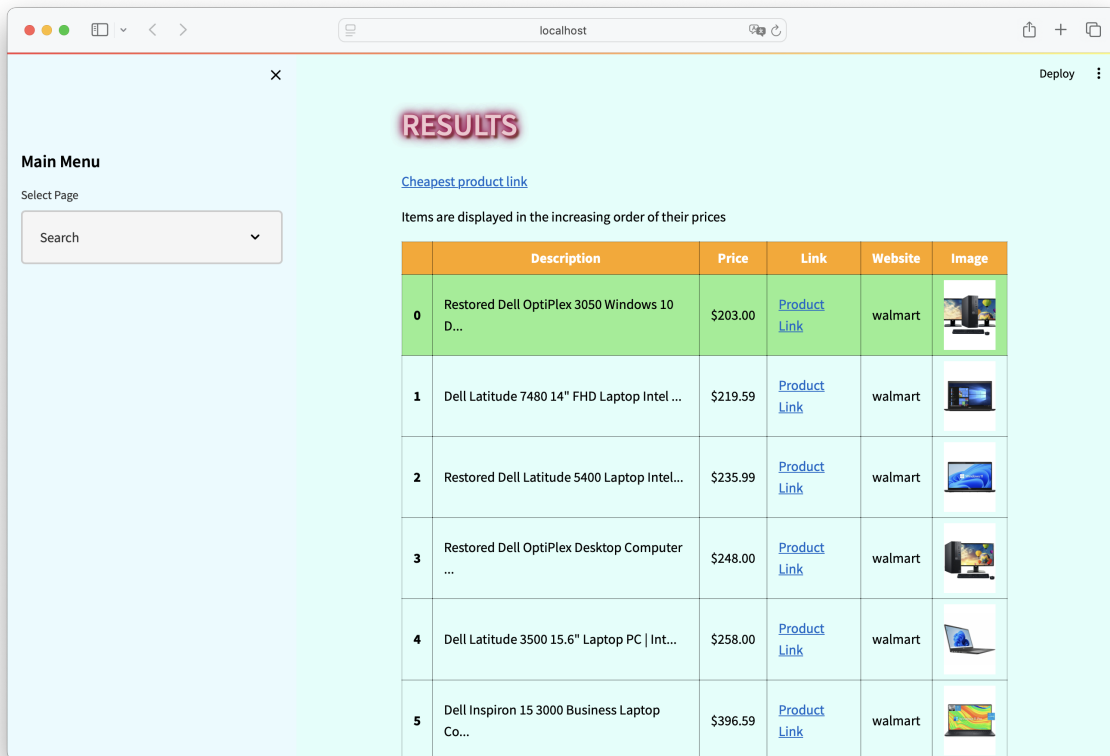 localhost
Deploy
RESULTS
Main Menu
Cheapest product link
Select Page
Items are displayed in the increasing order of their prices
Search
Description Price Link Website Image
0 Restored Dell OptiPlex 3050 Windows 10 D... $203.00 Product Link walmart
1 Dell Latitude 7480 14" FHD Laptop Intel ... $219.59 Product Link walmart
2 Restored Dell Latitude 5400 Laptop Intel... $235.99 Product Link walmart
3 Restored Dell OptiPlex Desktop Computer ... $248.00 Product Link walmart
4 Dell Latitude 3500 15.6" Laptop PC | Int... $258.00 Product Link walmart
5 Dell Inspiron 15 3000 Business Laptop Co... $396.59 Product Link walmart